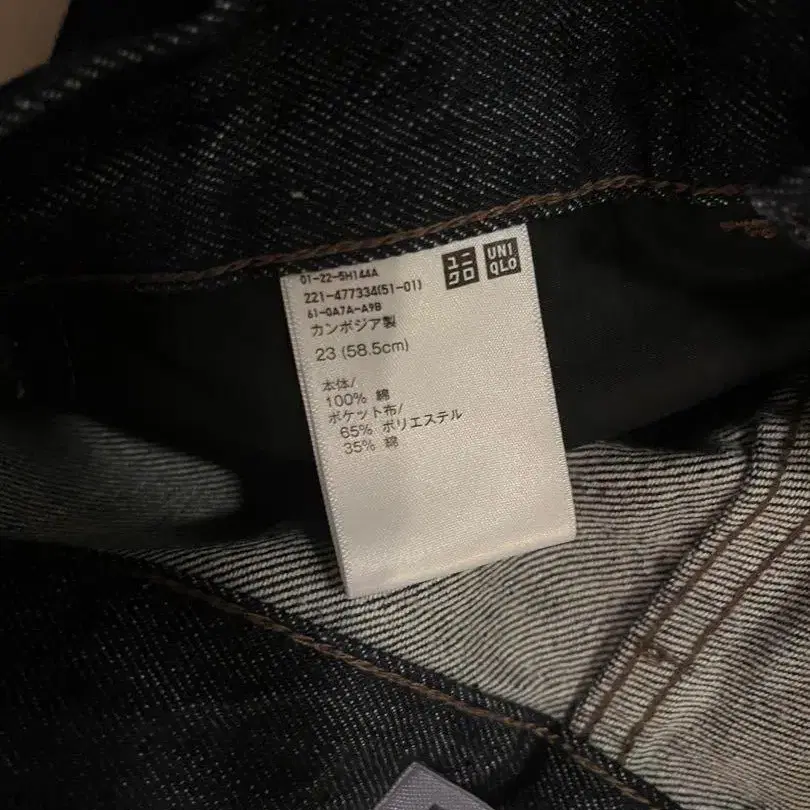 01-22-5H144A
221-477334(51-01)
61-0A7A-A9B
カンボジア製
23 (58.5cm)
本体/
100% 綿
ポケット布/
65% ポリエステル
35% 綿
ユニ
クロ
UNI
QLO